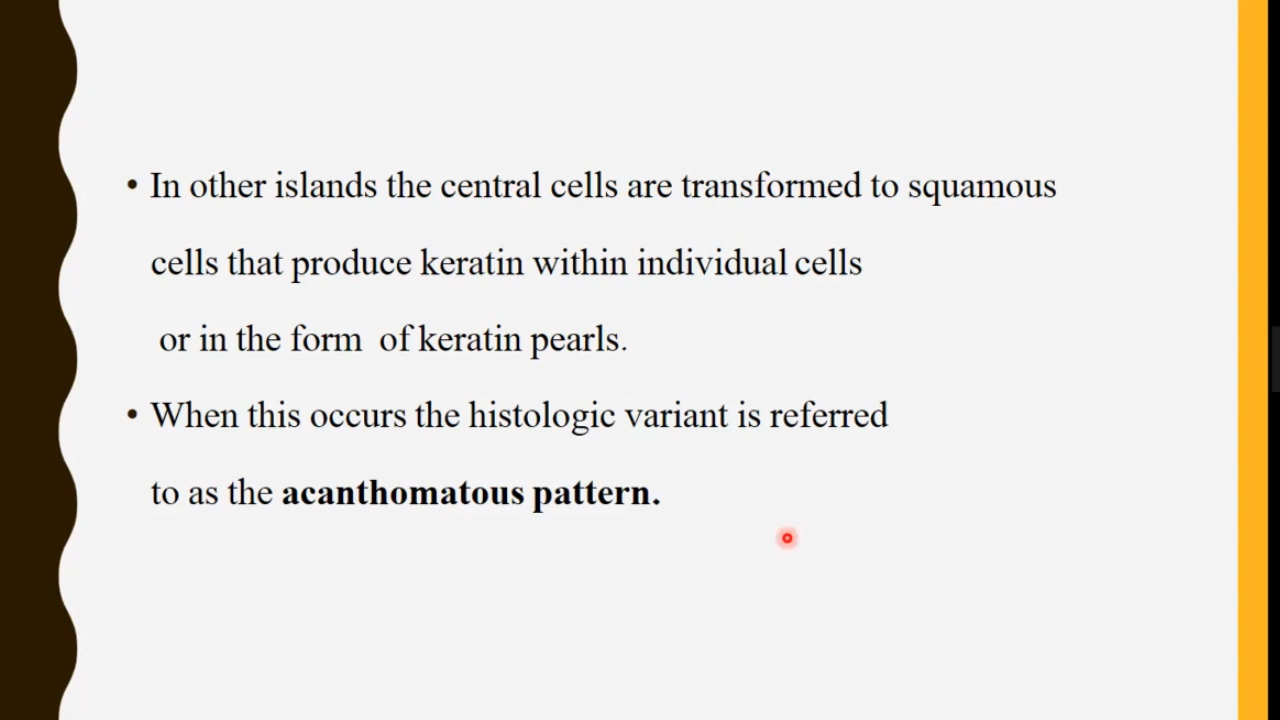 • In other islands the central cells are transformed to squamous
cells that produce keratin within individual cells
or in the form of keratin pearls.
• When this occurs the histologic variant is referred
to as the acanthomatous pattern.